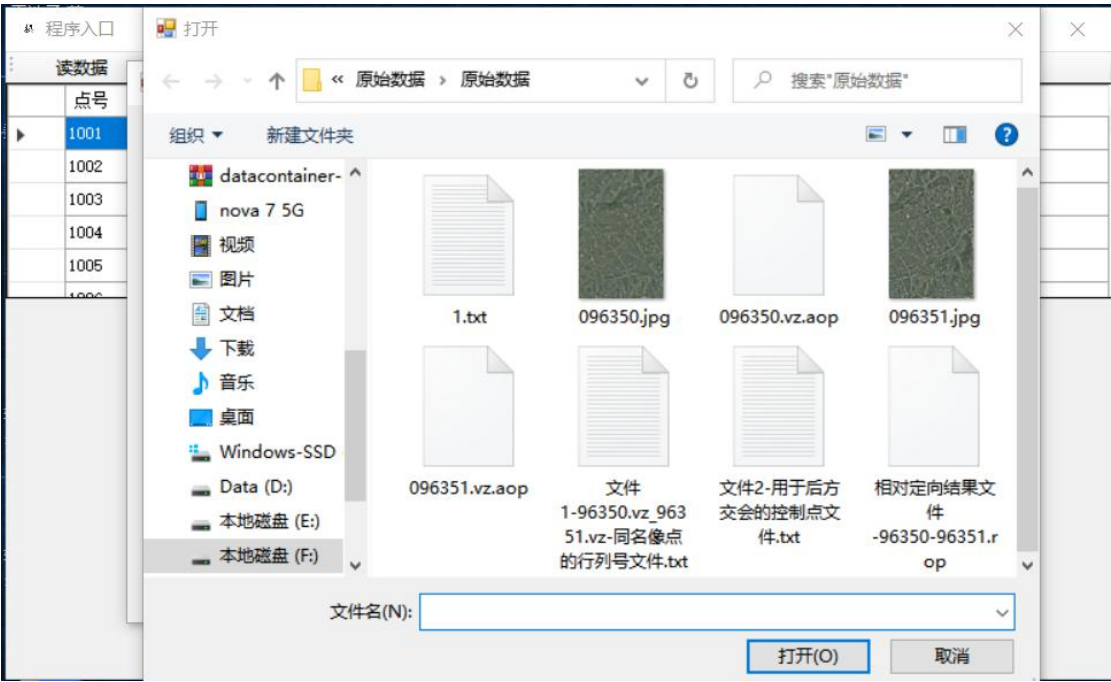 程序入口
打开
读数据
« 原始数据 › 原始数据
搜索"原始数据"
点号
组织
新建文件夹
1001
1002
1003
1004
1005
datacontainer-
nova 7 5G
视频
图片
文档
下载
音乐
桌面
Windows-SSD
Data (D:)
本地磁盘 (E:)
本地磁盘 (F:)
1.txt
096350.jpg
096350.vz.aop
096351.jpg
096351.vz.aop
文件
1-96350.vz_963
51.vz-同名像点
的行列号文件.txt
文件2-用于后方
交会的控制点文
件.txt
相对定向结果文
件
-96350-96351.r
op
文件名(N):
打开(O)
取消